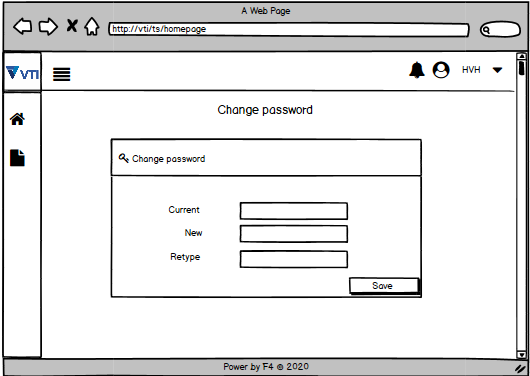 A Web Page
http://vti/ts/homepage
VTI
HVH
Change password
Change password
Current
New
Retype
Save
Power by F4 © 2020